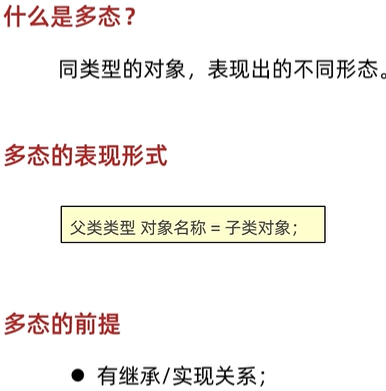 什么是多态？
同类型的对象，表现出的不同形态。
多态的表现形式
父类类型 对象名称 = 子类对象；
多态的前提
● 有继承/实现关系；